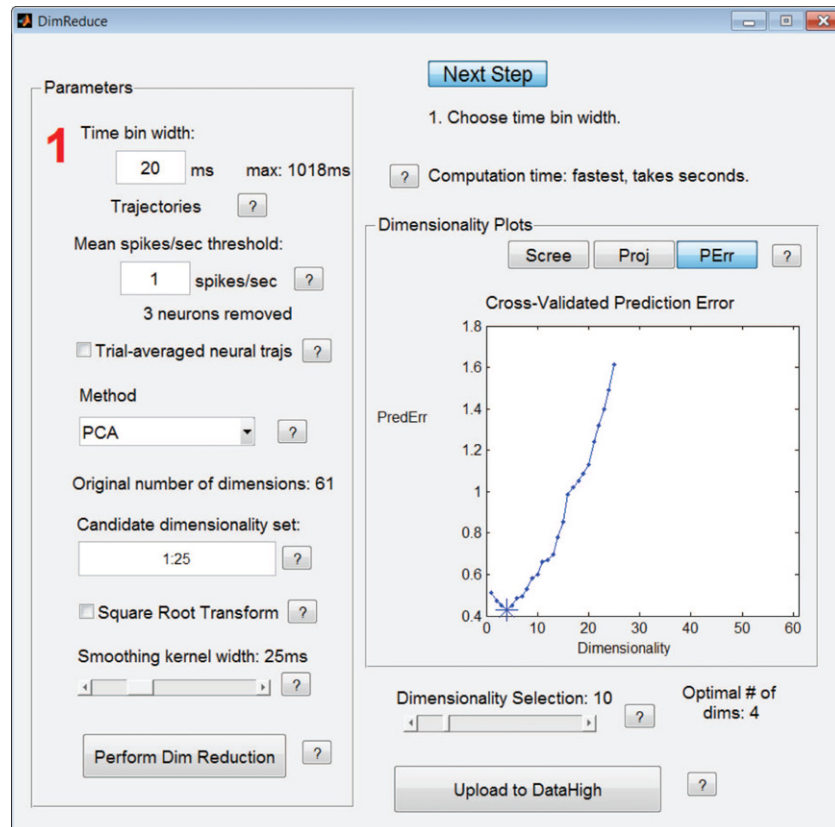 DimReduce
Parameters
1
Time bin width:
20 ms max: 1018ms
Trajectories ?
Mean spikes/sec threshold:
1 spikes/sec ?
3 neurons removed
Trial-averaged neural trajs ?
Method
PCA ?
Original number of dimensions: 61
Candidate dimensionality set:
1:25 ?
Square Root Transform ?
Smoothing kernel width: 25ms
?
Perform Dim Reduction ?
Next Step
1. Choose time bin width.
? Computation time: fastest, takes seconds.
Dimensionality Plots
Scree Proj PErr ?
Cross-Validated Prediction Error
1.8
1.6
1.4
PredErr
1.2
1
0.8
0.6
0.4
0 10 20 30 40 50 60
Dimensionality
Dimensionality Selection: 10
?
Optimal # of
dims: 4
Upload to DataHigh ?